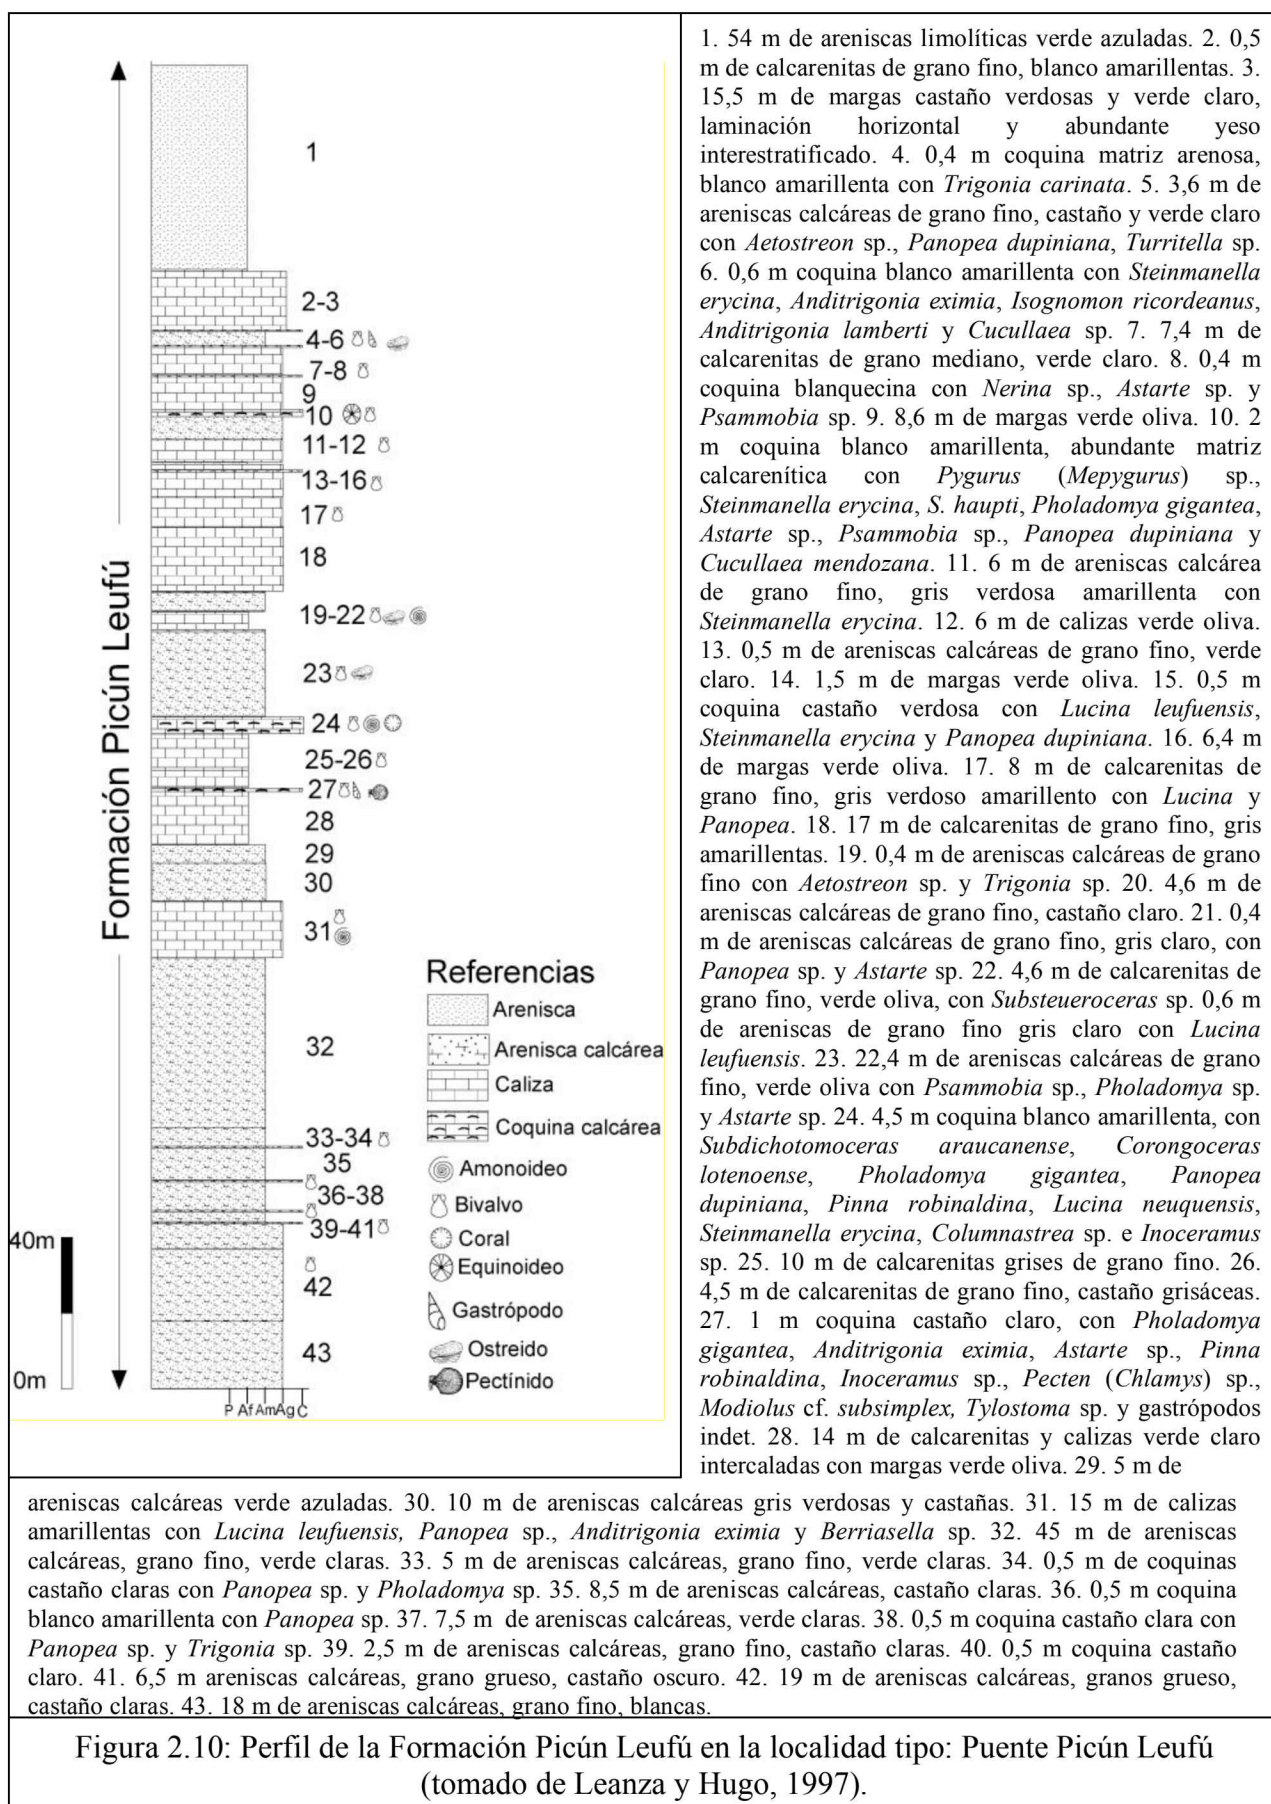 Formación Picún Leufú
1
2-3
4-6
7-8
9
10
11-12
13-16
17
18
19-22
23
24
25-26
27
28
29
30
31
32
33-34
35
36-38
39-41
42
43
40m
0m
P Af Am Ag C
Referencias
Arenisca
Arenisca calcárea
Caliza
Coquina calcárea
Amonoideo
Bivalvo
Coral
Equinoideo
Gastrópodo
Ostreido
Pectínido
1. 54 m de areniscas limolíticas verde azuladas. 2. 0,5
m de calcarenitas de grano fino, blanco amarillentas. 3.
15,5 m de margas castaño verdosas y verde claro,
laminación horizontal y abundante yeso
interestratificado. 4. 0,4 m coquina matriz arenosa,
blanco amarillenta con Trigonia carinata. 5. 3,6 m de
areniscas calcáreas de grano fino, castaño y verde claro
con Aetostreon sp., Panopea dupiniana, Turritella sp.
6. 0,6 m coquina blanco amarillenta con Steinmanella
erycina, Anditrigonia eximia, Isognomon ricordeanus,
Anditrigonia lamberti y Cucullaea sp. 7. 7,4 m de
calcarenitas de grano mediano, verde claro. 8. 0,4 m
coquina blanquecina con Nerina sp., Astarte sp. y
Psammobia sp. 9. 8,6 m de margas verde oliva. 10. 2
m coquina blanco amarillenta, abundante matriz
calcarenítica con Pygurus (Mepygurus) sp.,
Steinmanella erycina, S. haupti, Pholadomya gigantea,
Astarte sp., Psammobia sp., Panopea dupiniana y
Cucullaea mendozana. 11. 6 m de areniscas calcárea
de grano fino, gris verdosa amarillenta con
Steinmanella erycina. 12. 6 m de calizas verde oliva.
13. 0,5 m de areniscas calcáreas de grano fino, verde
claro. 14. 1,5 m de margas verde oliva. 15. 0,5 m
coquina castaño verdosa con Lucina leufuensis,
Steinmanella erycina y Panopea dupiniana. 16. 6,4 m
de margas verde oliva. 17. 8 m de calcarenitas de
grano fino, gris verdoso amarillento con Lucina y
Panopea. 18. 17 m de calcarenitas de grano fino, gris
amarillentas. 19. 0,4 m de areniscas calcáreas de grano
fino con Aetostreon sp. y Trigonia sp. 20. 4,6 m de
areniscas calcáreas de grano fino, castaño claro. 21. 0,4
m de areniscas calcáreas de grano fino, gris claro, con
Panopea sp. y Astarte sp. 22. 4,6 m de calcarenitas de
grano fino, verde oliva, con Substeueroceras sp. 0,6 m
de areniscas de grano fino gris claro con Lucina
leufuensis. 23. 22,4 m de areniscas calcáreas de grano
fino, verde oliva con Psammobia sp., Pholadomya sp.
y Astarte sp. 24. 4,5 m coquina blanco amarillenta, con
Subdichotomoceras araucanense, Corongoceras
lotenoense, Pholadomya gigantea, Panopea
dupiniana, Pinna robinaldina, Lucina neuquensis,
Steinmanella erycina, Columnastrea sp. e Inoceramus
sp. 25. 10 m de calcarenitas grises de grano fino. 26.
4,5 m de calcarenitas de grano fino, castaño grisáceas.
27. 1 m coquina castaño claro, con Pholadomya
gigantea, Anditrigonia eximia, Astarte sp., Pinna
robinaldina, Inoceramus sp., Pecten (Chlamys) sp.,
Modiolus cf. subsimplex, Tylostoma sp. y gastrópodos
indet. 28. 14 m de calcarenitas y calizas verde claro
intercaladas con margas verde oliva. 29. 5 m de
areniscas calcáreas verde azuladas. 30. 10 m de areniscas calcáreas gris verdosas y castañas. 31. 15 m de calizas
amarillentas con Lucina leufuensis, Panopea sp., Anditrigonia eximia y Berriasella sp. 32. 45 m de areniscas
calcáreas, grano fino, verde claras. 33. 5 m de areniscas calcáreas, grano fino, verde claras. 34. 0,5 m de coquinas
castaño claras con Panopea sp. y Pholadomya sp. 35. 8,5 m de areniscas calcáreas, castaño claras. 36. 0,5 m coquina
blanco amarillenta con Panopea sp. 37. 7,5 m de areniscas calcáreas, verde claras. 38. 0,5 m coquina castaño clara con
Panopea sp. y Trigonia sp. 39. 2,5 m de areniscas calcáreas, grano fino, castaño claras. 40. 0,5 m coquina castaño
claro. 41. 6,5 m areniscas calcáreas, grano grueso, castaño oscuro. 42. 19 m de areniscas calcáreas, granos grueso,
castaño claras. 43. 18 m de areniscas calcáreas, grano fino, blancas.
Figura 2.10: Perfil de la Formación Picún Leufú en la localidad tipo: Puente Picún Leufú
(tomado de Leanza y Hugo, 1997).